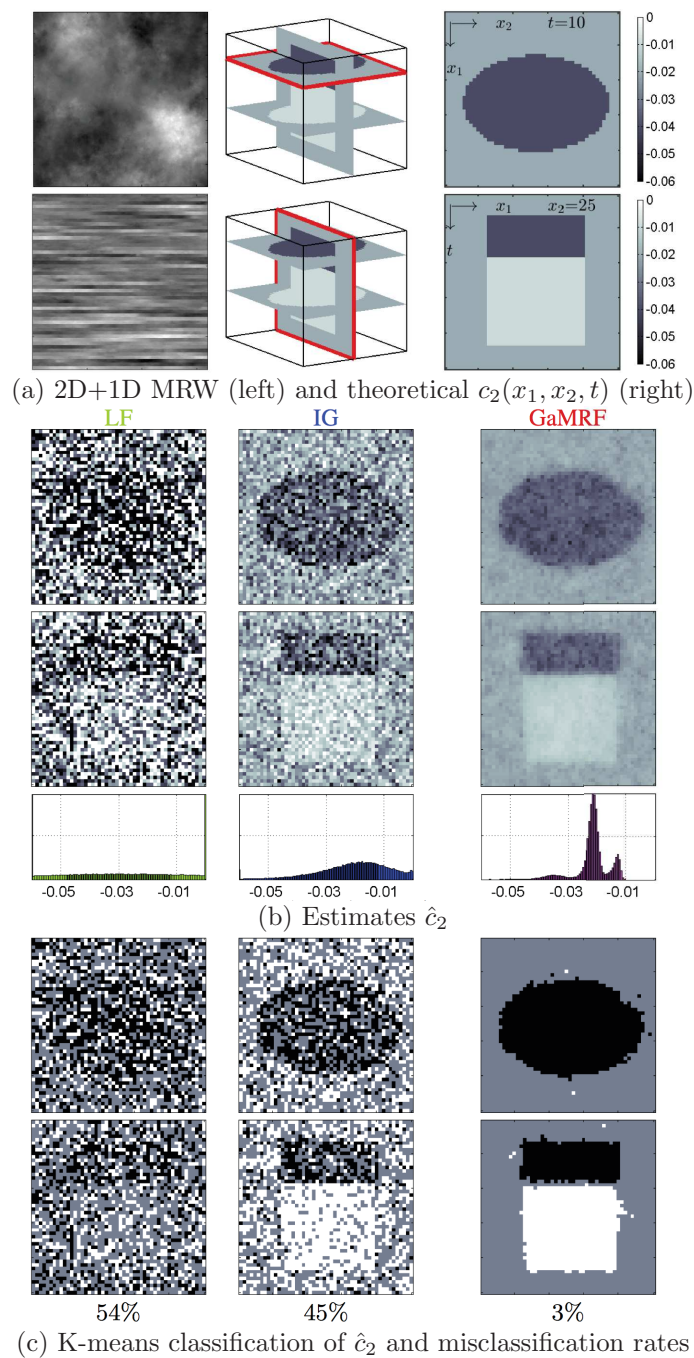 x₂ t=10
x₁
0
-0.01
-0.02
-0.03
-0.04
-0.05
-0.06
x₁ x₂=25
t
0
-0.01
-0.02
-0.03
-0.04
-0.05
-0.06
(a) 2D+1D MRW (left) and theoretical c₂(x₁, x₂, t) (right)
LF IG GaMRF
-0.05 -0.03 -0.01 -0.05 -0.03 -0.01 -0.05 -0.03 -0.01
(b) Estimates ĉ₂
54% 45% 3%
(c) K-means classification of ĉ₂ and misclassification rates